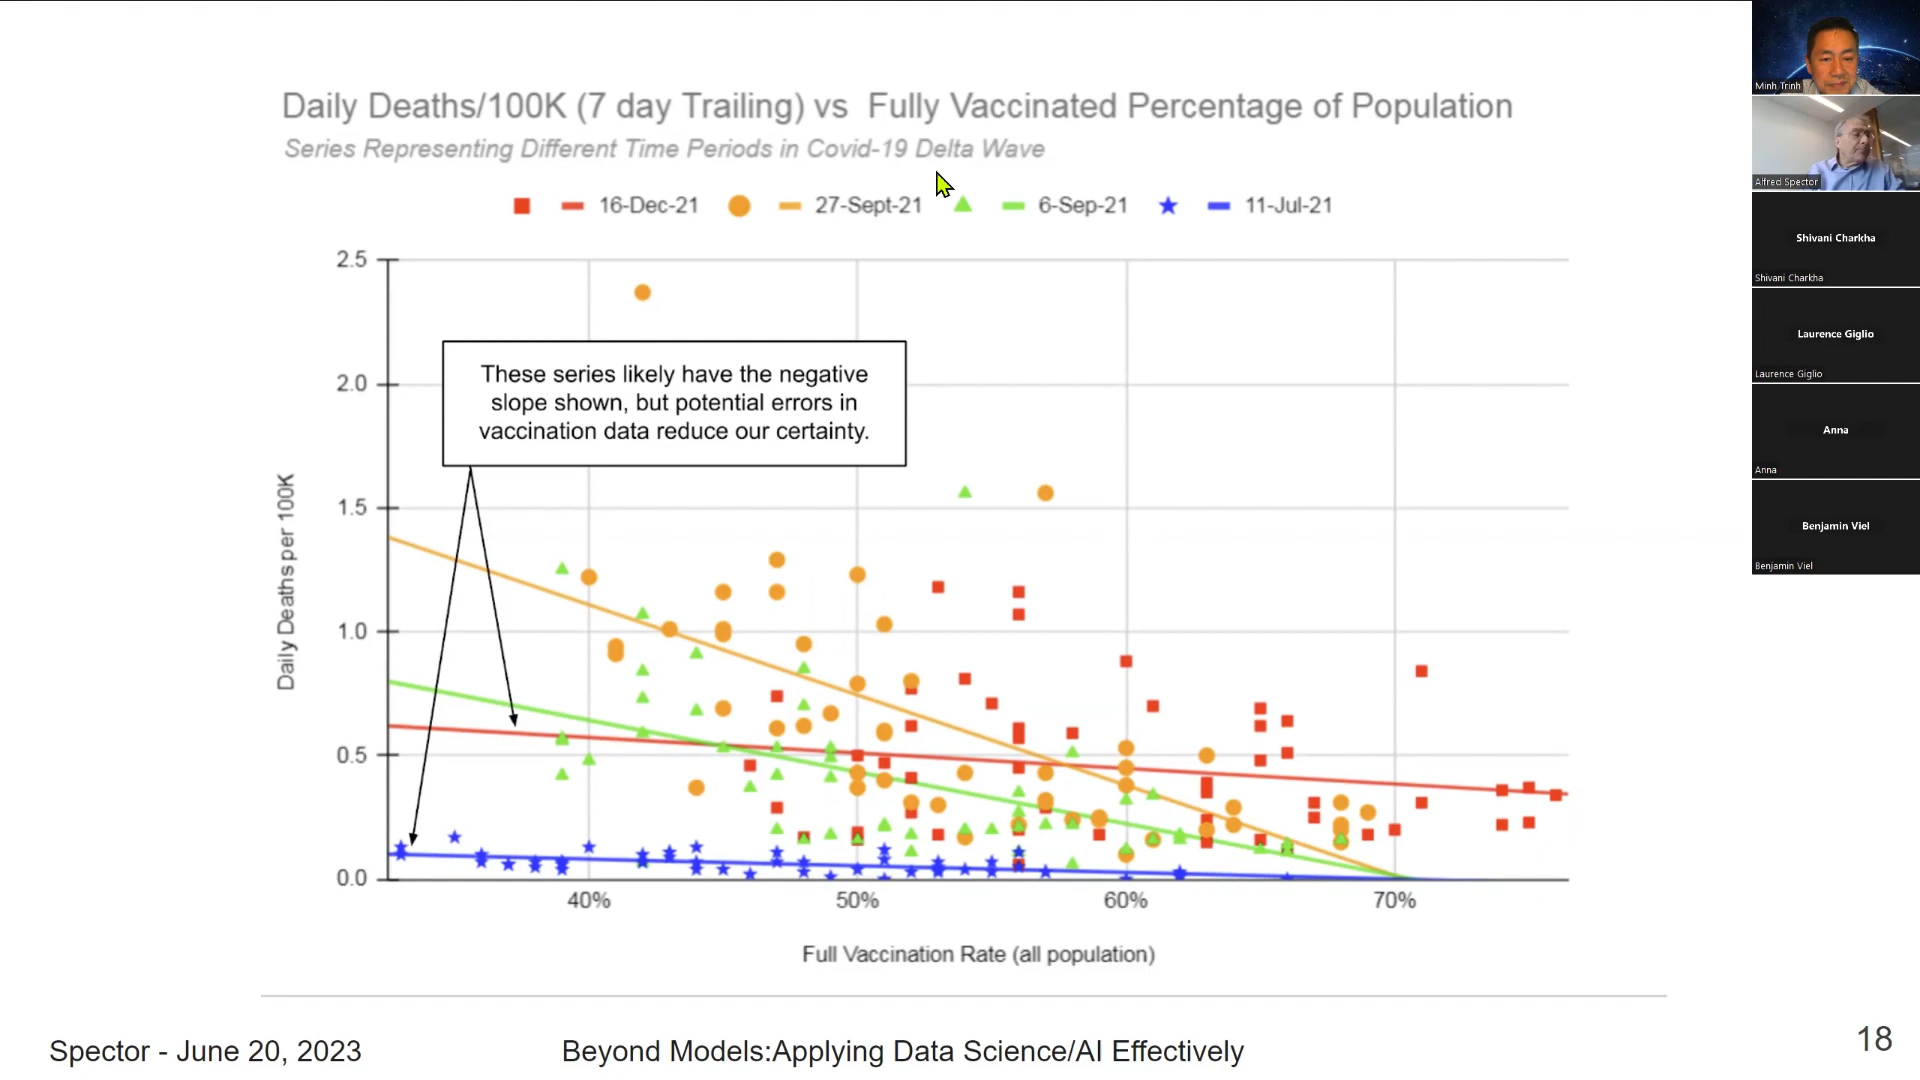 Daily Deaths/100K (7 day Trailing) vs  Fully Vaccinated Percentage of Population
Series Representing Different Time Periods in Covid-19 Delta Wave
16-Dec-21 27-Sept-21 6-Sep-21 11-Jul-21
2.5
2.0
1.5
1.0
0.5
0.0
Daily Deaths per 100K
These series likely have the negative
slope shown, but potential errors in
vaccination data reduce our certainty.
40% 50% 60% 70%
Full Vaccination Rate (all population)
Spector - June 20, 2023
Beyond Models:Applying Data Science/AI Effectively
18
Minh Trinh
Alfred Spector
Shivani Charkha
Shivani Charkha
Laurence Giglio
Laurence Giglio
Anna
Anna
Benjamin Viel
Benjamin Viel